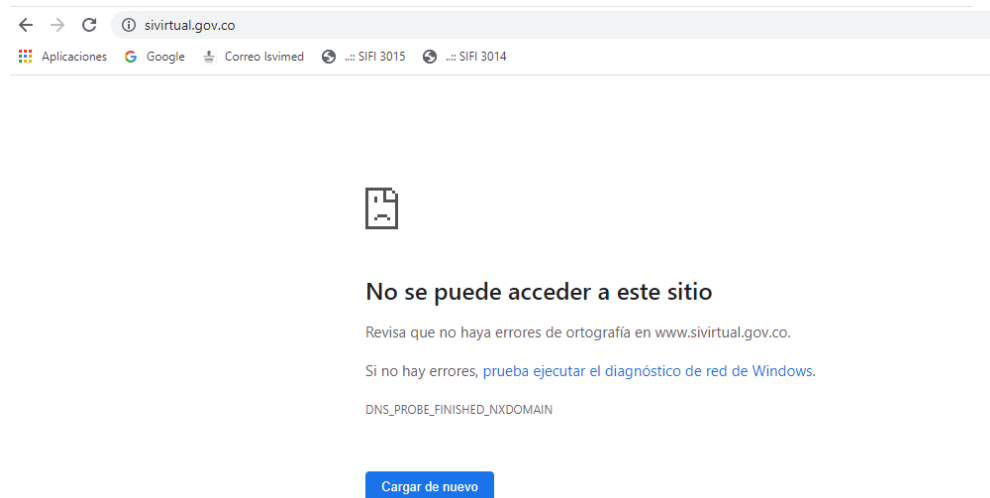 sivirtual.gov.co
Aplicaciones Google Correo Isvimed ..:: SIFI 3015 ..:: SIFI 3014
No se puede acceder a este sitio
Revisa que no haya errores de ortografía en www.sivirtual.gov.co.
Si no hay errores, prueba ejecutar el diagnóstico de red de Windows.
DNS_PROBE_FINISHED_NXDOMAIN
Cargar de nuevo